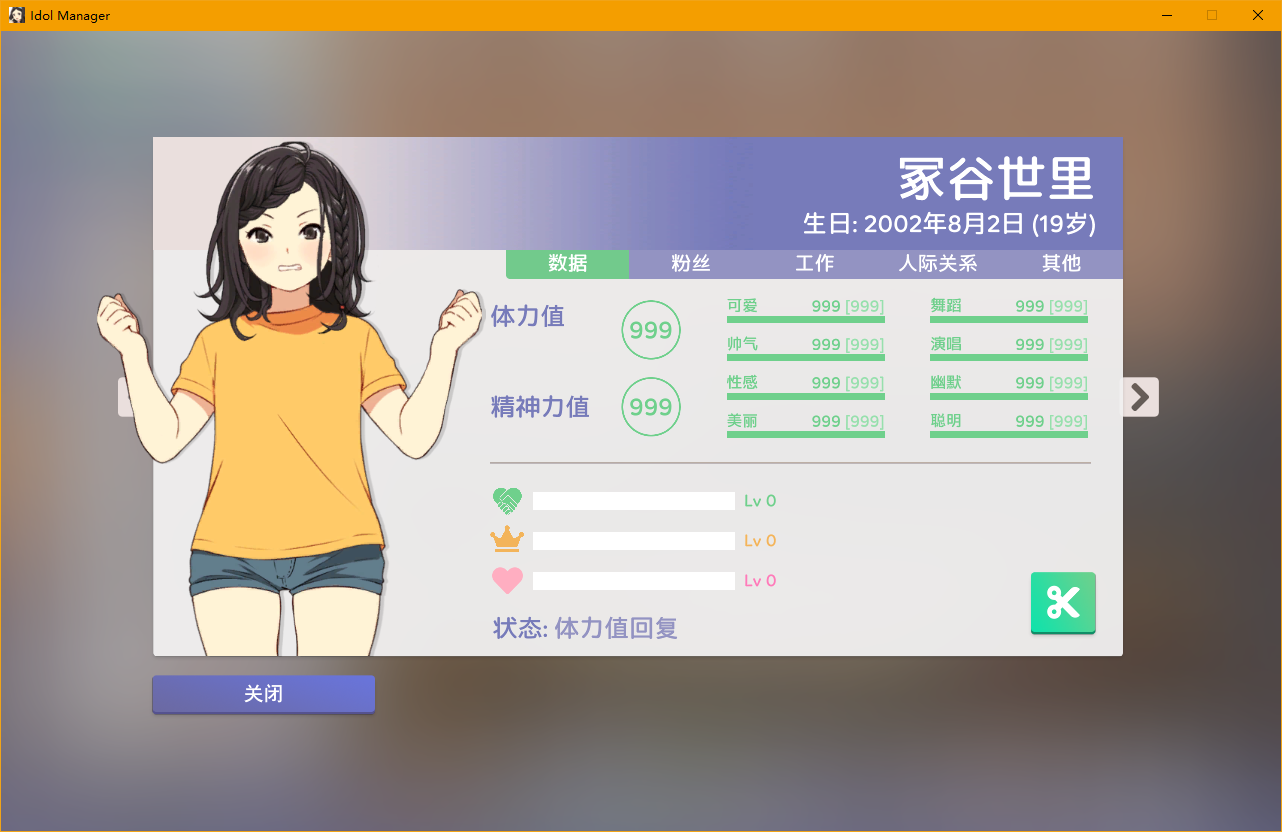 Idol Manager
冢谷世里
生日: 2002年8月2日 (19岁)
数据 粉丝 工作 人际关系 其他
体力值 999
精神力值 999
可爱 999 [999]
帅气 999 [999]
性感 999 [999]
美丽 999 [999]
舞蹈 999 [999]
演唱 999 [999]
幽默 999 [999]
聪明 999 [999]
Lv 0
Lv 0
Lv 0
状态: 体力值回复
关闭